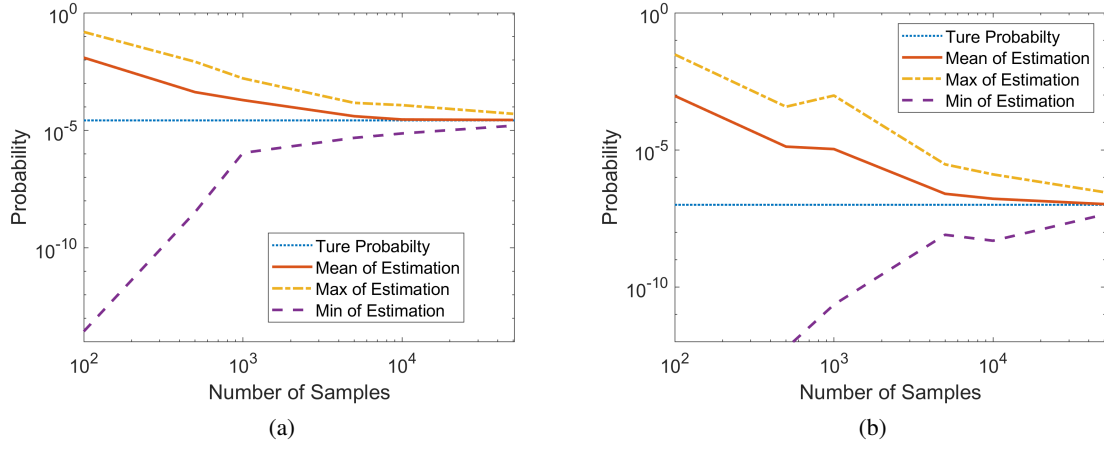 10^0
10^-5
10^-10
Probability
Ture Probabilty
Mean of Estimation
Max of Estimation
Min of Estimation
10^2
10^3
10^4
Number of Samples
(a)
10^0
10^-5
10^-10
Probability
Ture Probabilty
Mean of Estimation
Max of Estimation
Min of Estimation
10^2
10^3
10^4
Number of Samples
(b)